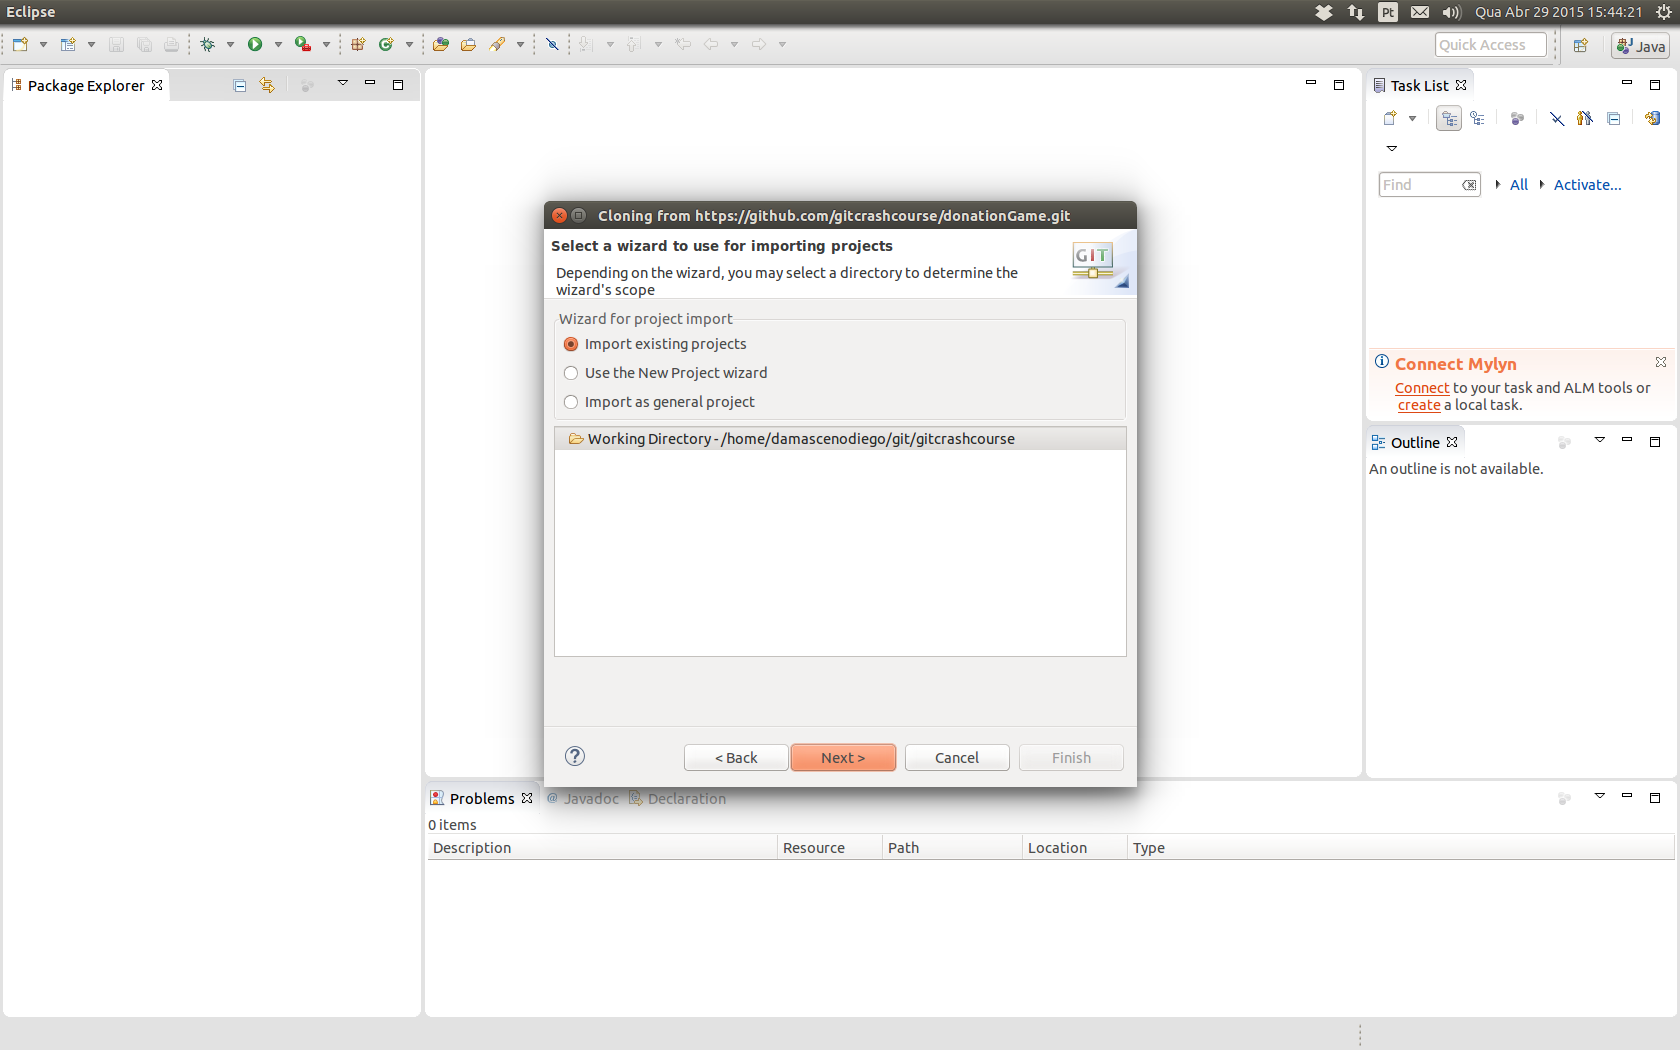 Eclipse
Pt
Qua Abr 29 2015 15:44:21
Quick Access
Java
Package Explorer
Task List
Find
All
Activate...
Cloning from https://github.com/gitcrashcourse/donationGame.git
Select a wizard to use for importing projects
Depending on the wizard, you may select a directory to determine the
wizard's scope
GIT
Wizard for project import
Import existing projects
Use the New Project wizard
Import as general project
Working Directory - /home/damascenodiego/git/gitcrashcourse
Connect Mylyn
Connect to your task and ALM tools or
create a local task.
Outline
An outline is not available.
?
< Back
Next >
Cancel
Finish
Problems
@ Javadoc
Declaration
0 items
Description
Resource
Path
Location
Type